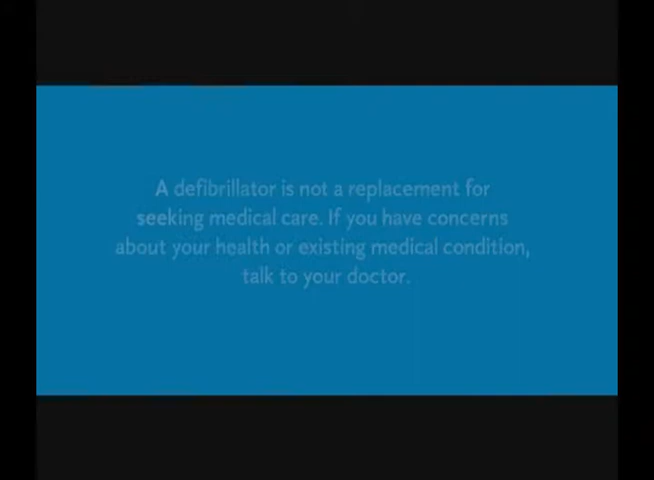 A defibrillator is not a replacement for
seeking medical care. If you have concerns
about your health or existing medical condition,
talk to your doctor.